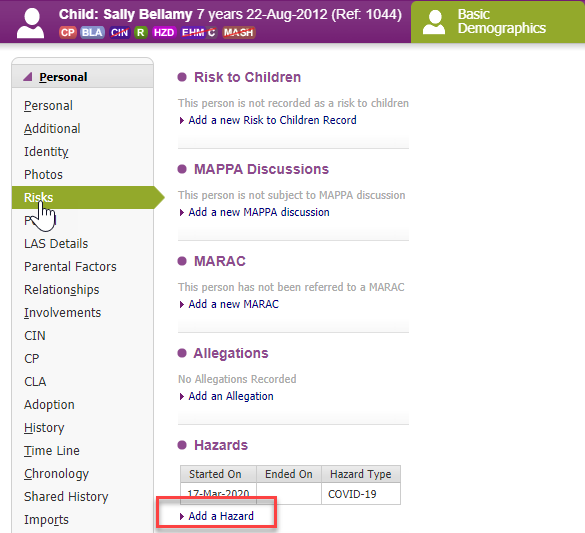 Child: Sally Bellamy 7 years 22-Aug-2012 (Ref: 1044)
CP BLA CIN R HZD EHM C MASH
Basic
Demographics
Personal
Personal
Additional
Identity
Photos
Risks
LAS Details
Parental Factors
Relationships
Involvements
CIN
CP
CLA
Adoption
History
Time Line
Chronology
Shared History
Imports
Risk to Children
This person is not recorded as a risk to children
Add a new Risk to Children Record
MAPPA Discussions
This person is not subject to MAPPA discussion
Add a new MAPPA discussion
MARAC
This person has not been referred to a MARAC
Add a new MARAC
Allegations
No Allegations Recorded
Add an Allegation
Hazards
Started On Ended On Hazard Type
17-Mar-2020 COVID-19
Add a Hazard